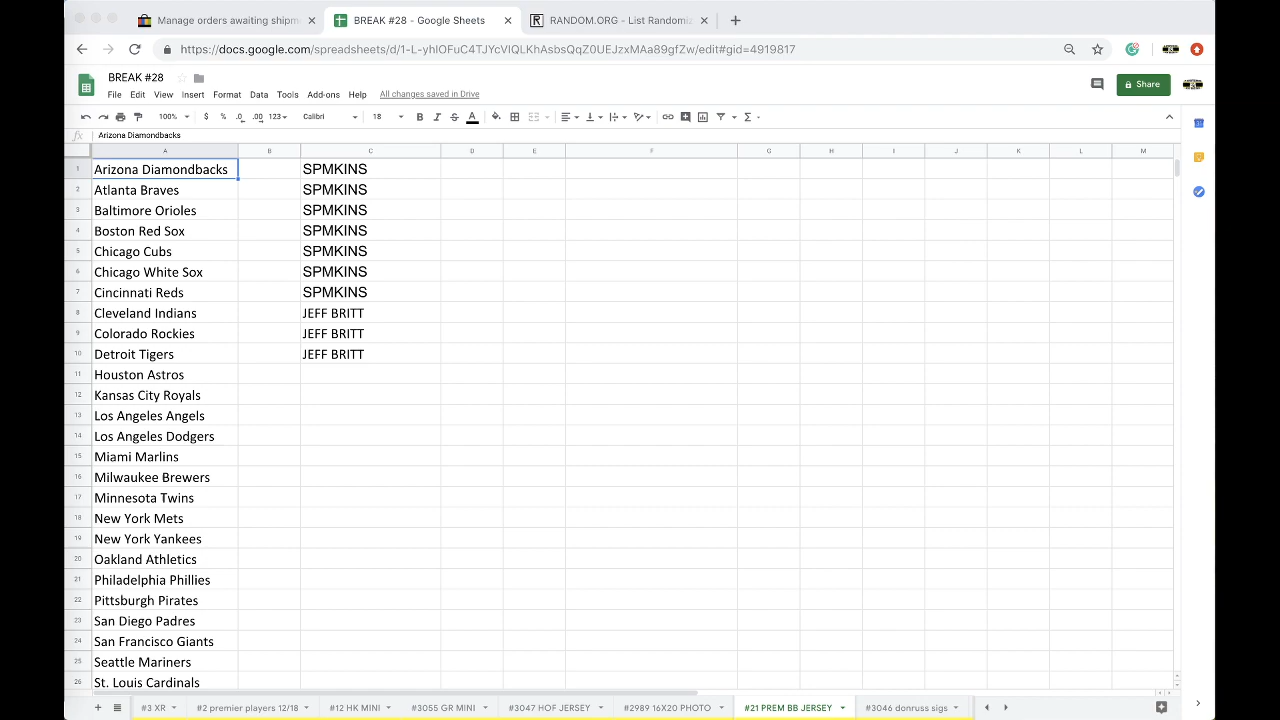 Manage orders awaiting shipm
BREAK #28 - Google Sheets
RANDOM.ORG - List Randomi
https://docs.google.com/spreadsheets/d/1-L-yhIOFuC4TJYcVIQLKhAsbsQqZ0UEJzxMAa89gfZw/edit#gid=4919817
BREAK #28
File Edit View Insert Format Data Tools Add-ons Help All changes saved in Drive
Share
100% $ % .0 .00 123 Calibri 18 B I S A
fx Arizona Diamondbacks
A B C D E F G H I J K L M
1 Arizona Diamondbacks SPMKINS
2 Atlanta Braves SPMKINS
3 Baltimore Orioles SPMKINS
4 Boston Red Sox SPMKINS
5 Chicago Cubs SPMKINS
6 Chicago White Sox SPMKINS
7 Cincinnati Reds SPMKINS
8 Cleveland Indians JEFF BRITT
9 Colorado Rockies JEFF BRITT
10 Detroit Tigers JEFF BRITT
11 Houston Astros
12 Kansas City Royals
13 Los Angeles Angels
14 Los Angeles Dodgers
15 Miami Marlins
16 Milwaukee Brewers
17 Minnesota Twins
18 New York Mets
19 New York Yankees
20 Oakland Athletics
21 Philadelphia Phillies
22 Pittsburgh Pirates
23 San Diego Padres
24 San Francisco Giants
25 Seattle Mariners
26 St. Louis Cardinals
#3 XR #2 premier players 12/18 #12 HK MINI #2989 16X20 PHOTO #3047 HOF JERSEY #21 PREM BB JERSEY #3046 donruss sigs